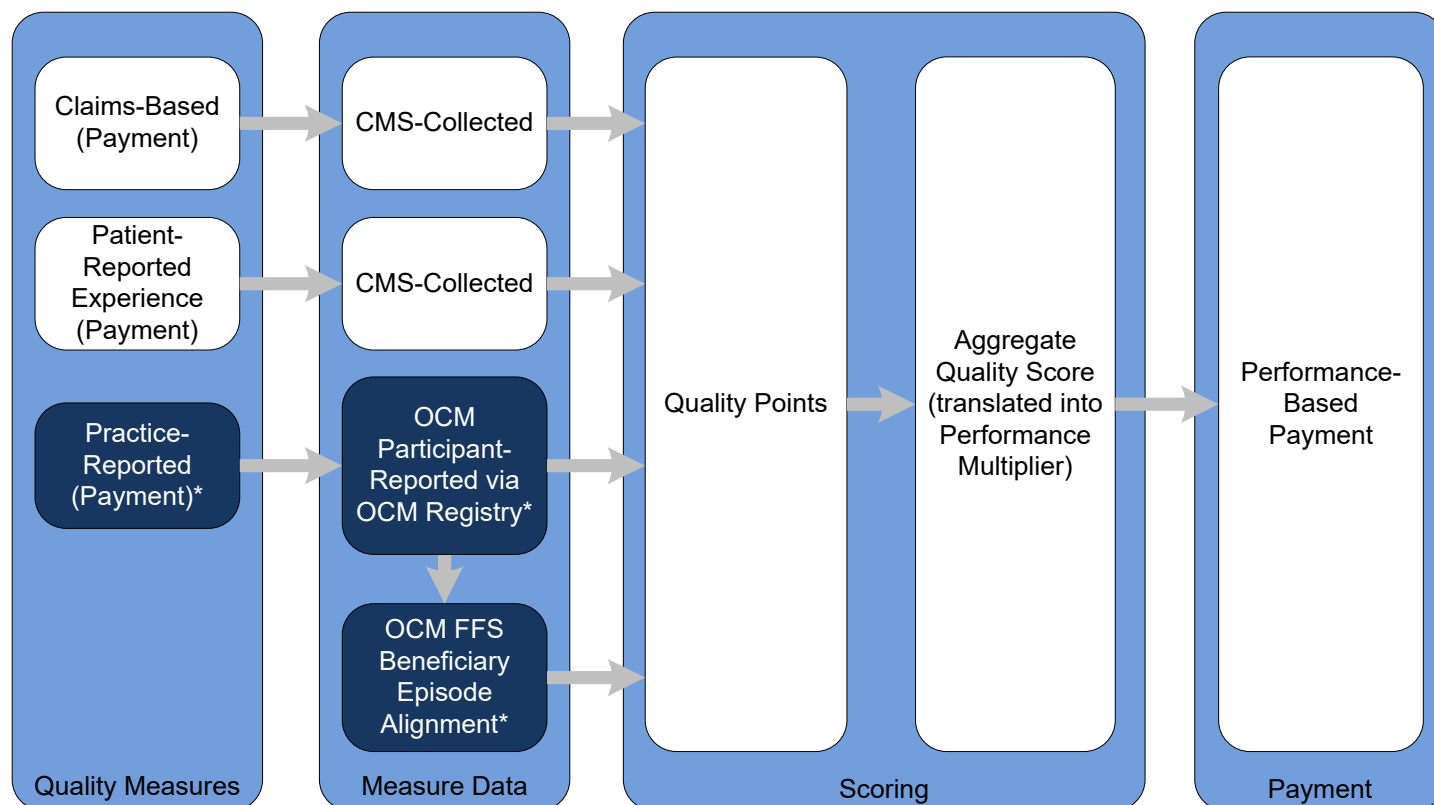 Claims-Based
(Payment)
Patient-
Reported
Experience
(Payment)
Practice-
Reported
(Payment)*
Quality Measures
CMS-Collected
CMS-Collected
OCM
Participant-
Reported via
OCM Registry*
OCM FFS
Beneficiary
Episode
Alignment*
Measure Data
Quality Points
Aggregate
Quality Score
(translated into
Performance
Multiplier)
Scoring
Performance-
Based
Payment
Payment